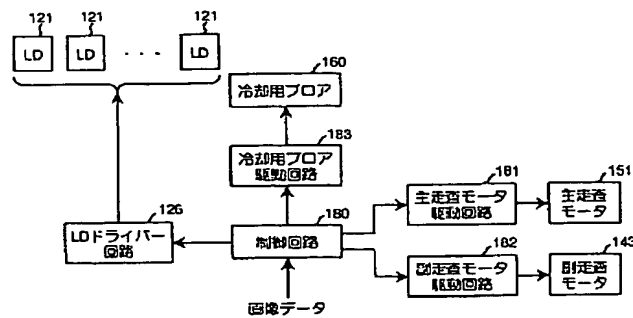 121 121 121
LD LD ・・・ LD
160
冷却用ブロア
183
冷却用ブロア
駆動回路
181
主走査モータ
駆動回路
151
主走査
モータ
126
LDドライバー
回路
180
制御回路
182
副走査モータ
駆動回路
143
副走査
モータ
画像データ